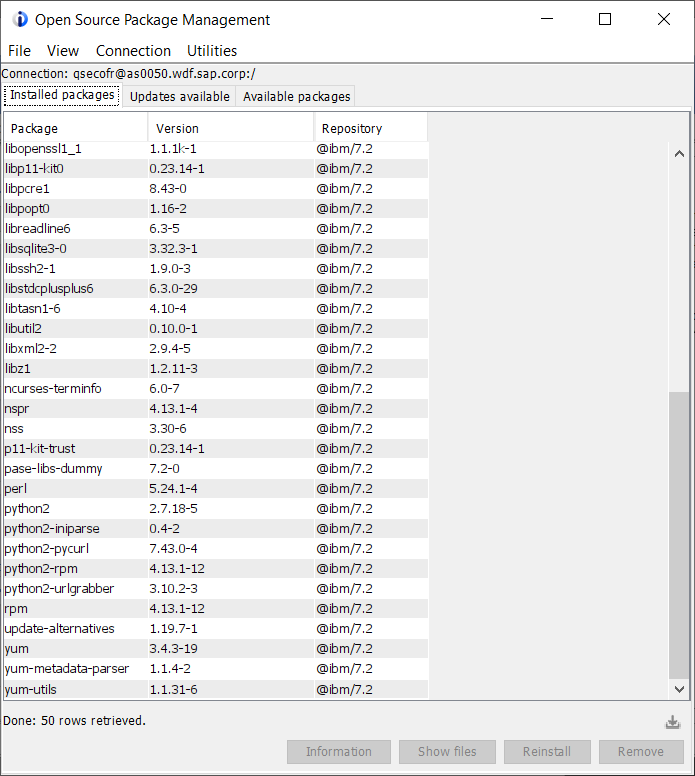 Open Source Package Management
File View Connection Utilities
Connection: qsecofr@as0050.wdf.sap.corp:/
Installed packages Updates available Available packages
Package Version Repository
libopenssl1_1 1.1.1k-1 @ibm/7.2
libp11-kit0 0.23.14-1 @ibm/7.2
libpcre1 8.43-0 @ibm/7.2
libpopt0 1.16-2 @ibm/7.2
libreadline6 6.3-5 @ibm/7.2
libsqlite3-0 3.32.3-1 @ibm/7.2
libssh2-1 1.9.0-3 @ibm/7.2
libstdcplusplus6 6.3.0-29 @ibm/7.2
libtasn1-6 4.10-4 @ibm/7.2
libutil2 0.10.0-1 @ibm/7.2
libxml2-2 2.9.4-5 @ibm/7.2
libz1 1.2.11-3 @ibm/7.2
ncurses-terminfo 6.0-7 @ibm/7.2
nspr 4.13.1-4 @ibm/7.2
nss 3.30-6 @ibm/7.2
p11-kit-trust 0.23.14-1 @ibm/7.2
pase-libs-dummy 7.2-0 @ibm/7.2
perl 5.24.1-4 @ibm/7.2
python2 2.7.18-5 @ibm/7.2
python2-iniparse 0.4-2 @ibm/7.2
python2-pycurl 7.43.0-4 @ibm/7.2
python2-rpm 4.13.1-12 @ibm/7.2
python2-urlgrabber 3.10.2-3 @ibm/7.2
rpm 4.13.1-12 @ibm/7.2
update-alternatives 1.19.7-1 @ibm/7.2
yum 3.4.3-19 @ibm/7.2
yum-metadata-parser 1.1.4-2 @ibm/7.2
yum-utils 1.1.31-6 @ibm/7.2
Done: 50 rows retrieved.
Information Show files Reinstall Remove